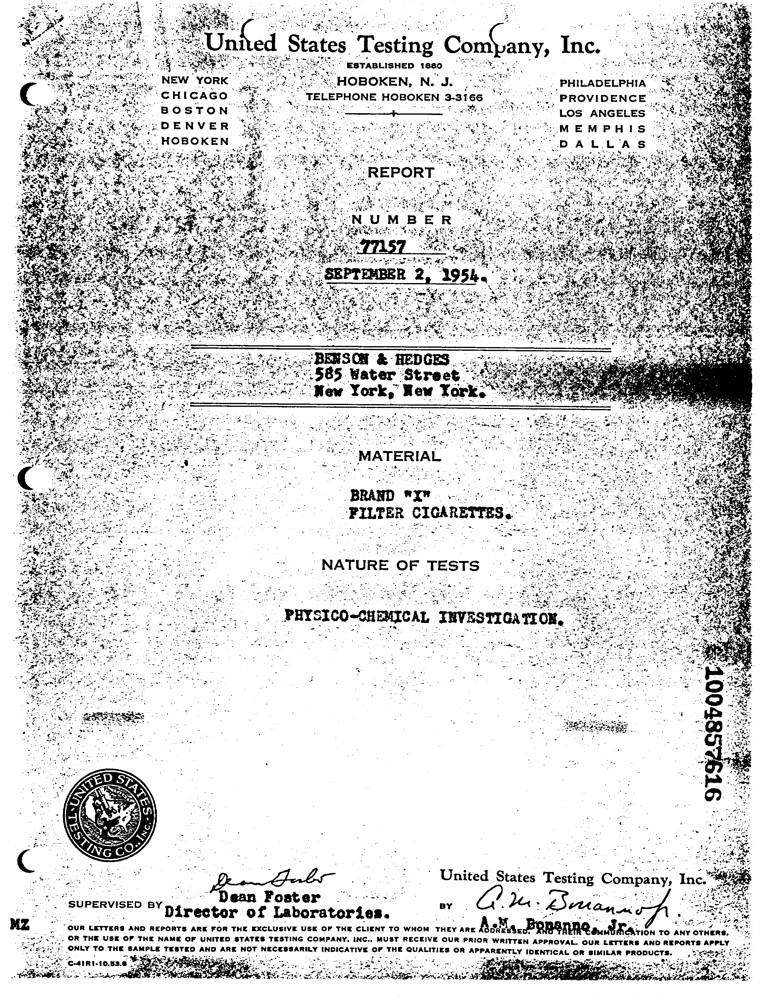 United States Testing Company, Inc.
ESTABLISHED 1880
HOBOKEN, N. J.
TELEPHONE HOBOKEN 3-3166
NEW YORK
CHICAGO
BOSTON
DENVER
HOBOKEN
PHILADELPHIA
PROVIDENCE
LOS ANGELES
MEMPHIS
DALLAS
REPORT
NUMBER
77157
SEPTEMBER 2, 1954.
BENSON & HEDGES
585 Water Street
New York, New York.
MATERIAL
BRAND "X"
FILTER CIGARETTES.
NATURE OF TESTS
PHYSICO-CHEMICAL INVESTIGATION.
1004857616
UNITED STATES TESTING CO., Inc.
United States Testing Company, Inc.
Dean Foster
SUPERVISED BY Dean Foster
Director of Laboratories.
BY A. M. Bonanno Jr.
A.M. Bonanno, Jr.
MZ
OUR LETTERS AND REPORTS ARE FOR THE EXCLUSIVE USE OF THE CLIENT TO WHOM THEY ARE ADDRESSED, AND THEIR COMMUNICATION TO ANY OTHERS,
OR THE USE OF THE NAME OF UNITED STATES TESTING COMPANY, INC., MUST RECEIVE OUR PRIOR WRITTEN APPROVAL. OUR LETTERS AND REPORTS APPLY
ONLY TO THE SAMPLE TESTED AND ARE NOT NECESSARILY INDICATIVE OF THE QUALITIES OR APPARENTLY IDENTICAL OR SIMILAR PRODUCTS.
C-41R1-10.53.8